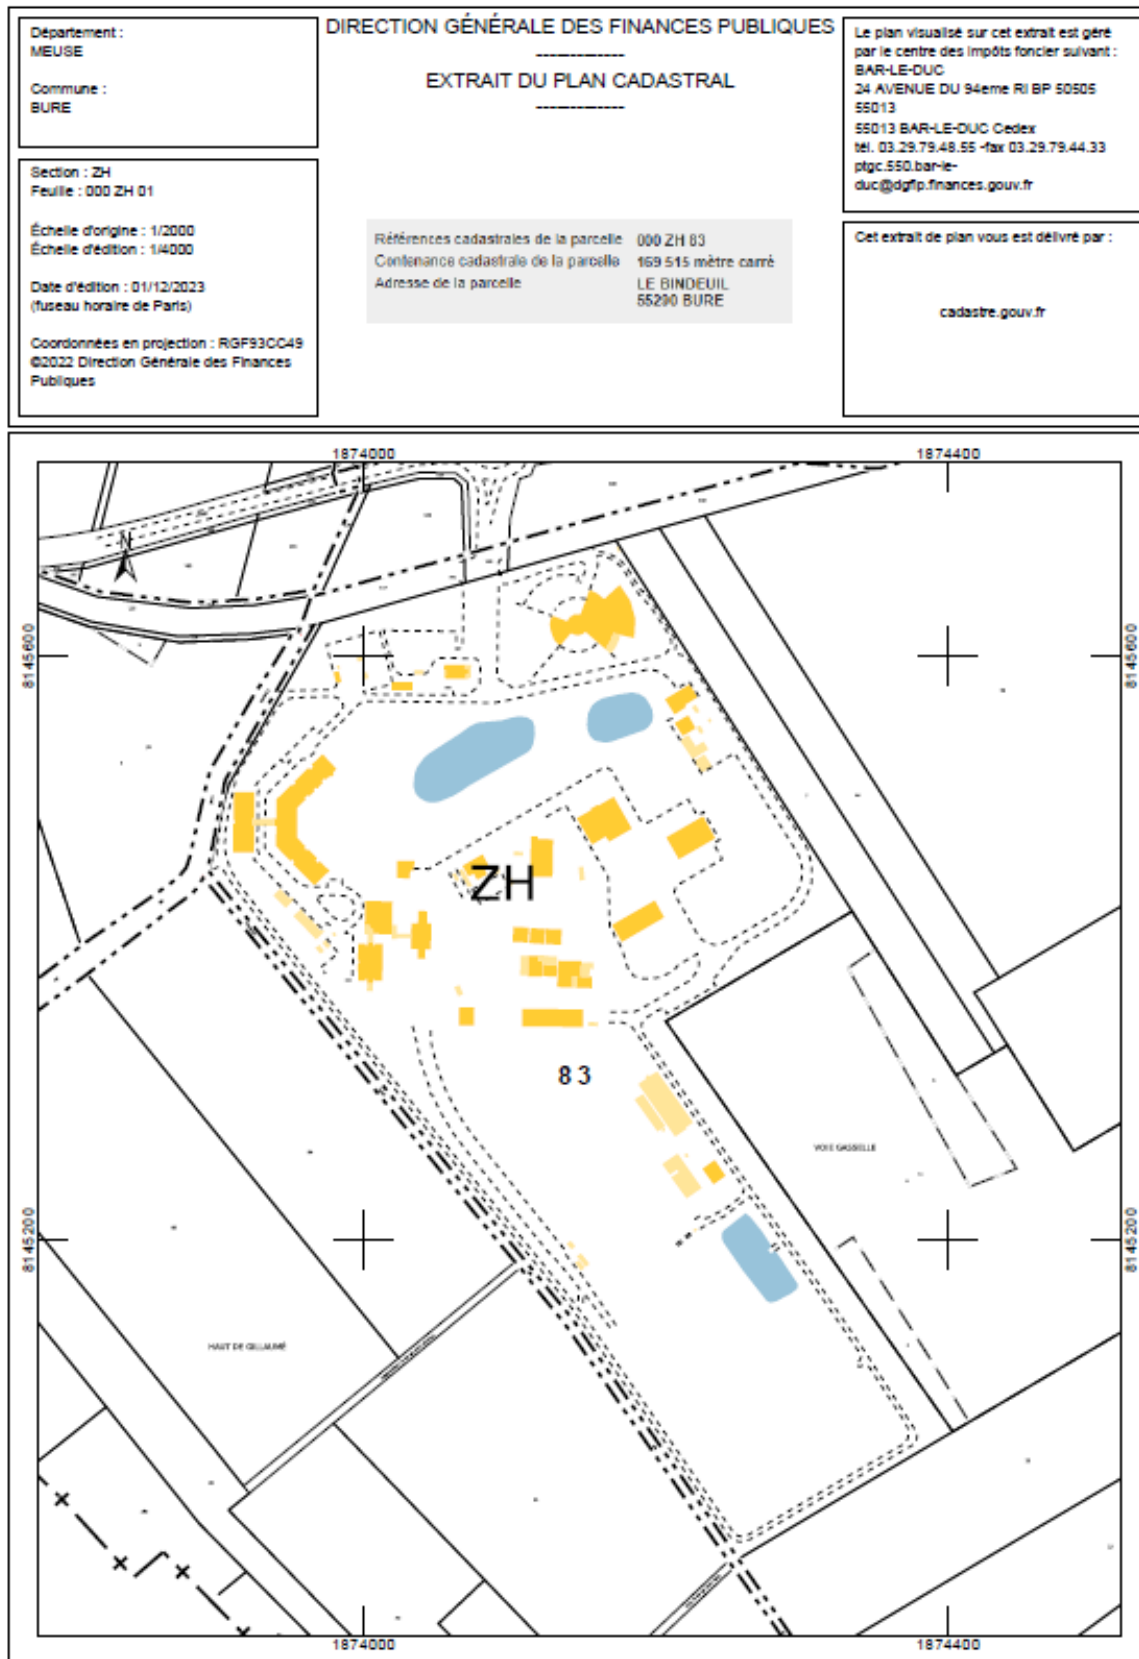 Département :
MEUSE
Commune :
BURE
Section : ZH
Feuille : 000 ZH 01
Échelle d'origine : 1/2000
Échelle d'édition : 1/4000
Date d'édition : 01/12/2023
(fuseau horaire de Paris)
Coordonnées en projection : RGF93CC49
©2022 Direction Générale des Finances
Publiques
DIRECTION GÉNÉRALE DES FINANCES PUBLIQUES
-------------
EXTRAIT DU PLAN CADASTRAL
-------------
Références cadastrales de la parcelle 000 ZH 83
Contenance cadastrale de la parcelle 169 515 mètre carré
Adresse de la parcelle LE BINDEUIL
55290 BURE
Le plan visualisé sur cet extrait est géré
par le centre des impôts foncier suivant :
BAR-LE-DUC
24 AVENUE DU 94eme RI BP 50505
55013
55013 BAR-LE-DUC Cedex
tél. 03.29.79.48.55 -fax 03.29.79.44.33
ptgc.550.bar-le-
duc@dgfip.finances.gouv.fr
Cet extrait de plan vous est délivré par :
cadastre.gouv.fr
1874000
1874400
N
8145600
8145600
ZH
83
VOIE GASSELLE
8145200
8145200
HAUT DE GILLAUMÉ
1874000
1874400